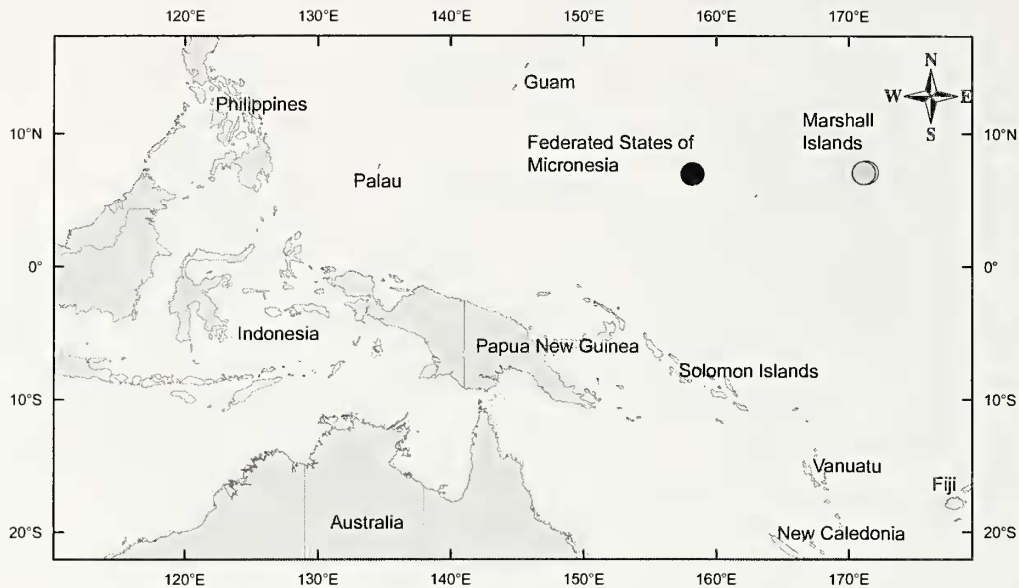 120°E 130°E 140°E 150°E 160°E 170°E
N
W E
S
Guam
Philippines
Marshall
Islands
10°N 10°N
Federated States of
Micronesia
Palau
0° 0°
Indonesia
Papua New Guinea
Solomon Islands
10°S 10°S
Vanuatu
Fiji
Australia
New Caledonia
20°S 20°S
120°E 130°E 140°E 150°E 160°E 170°E